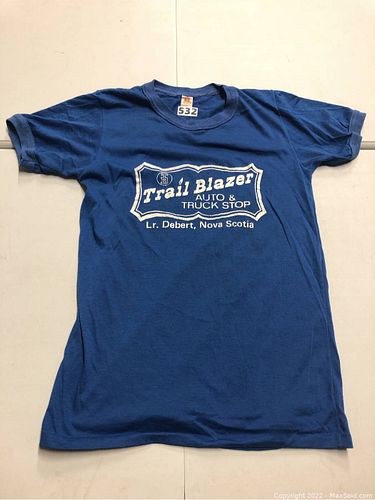 532
Trail Blazer
AUTO &
TRUCK STOP
Lr. Debert, Nova Scotia
Copyright 2022 - MaxSold.com